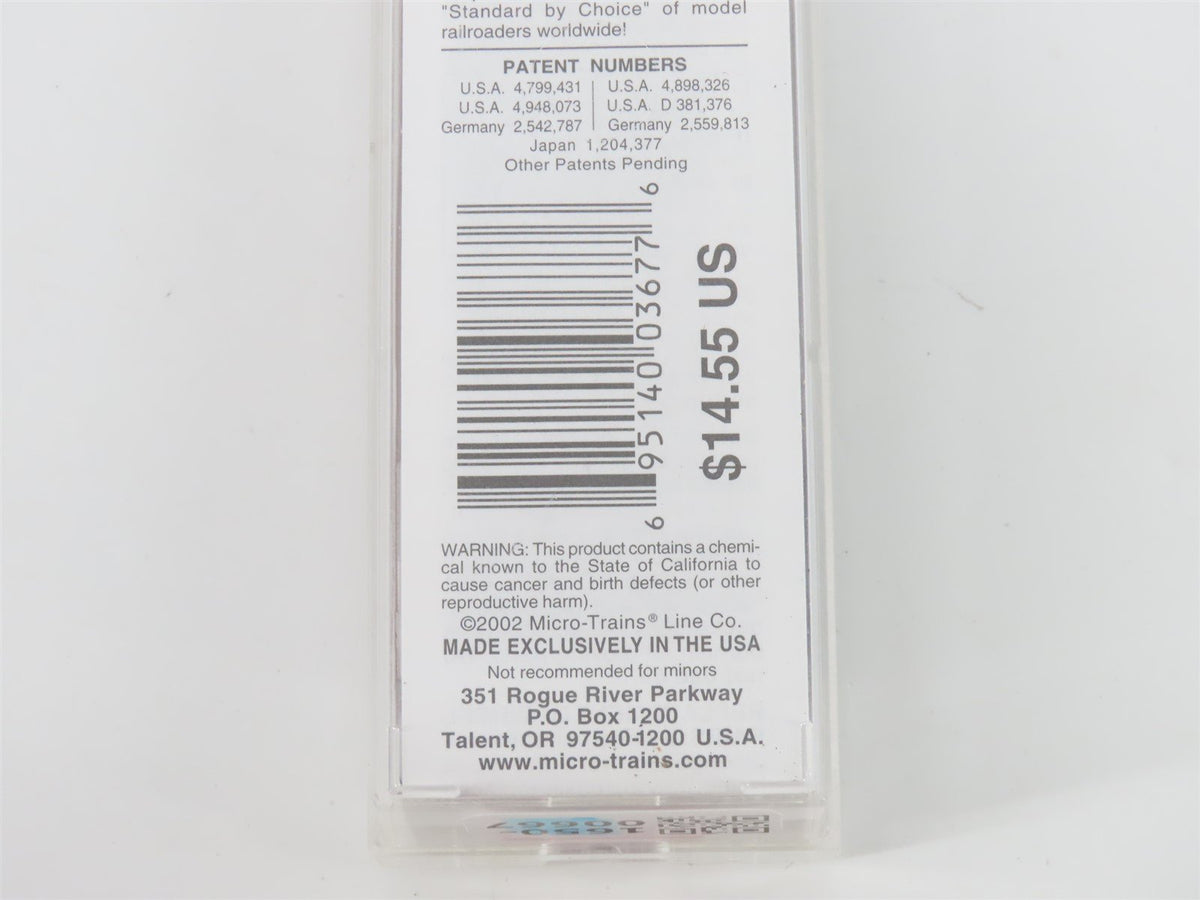 "Standard by Choice" of model
railroaders worldwide!
PATENT NUMBERS
U.S.A. 4,799,431 | U.S.A. 4,898,326
U.S.A. 4,948,073 | U.S.A. D 381,376
Germany 2,542,787 | Germany 2,559,813
Japan 1,204,377
Other Patents Pending
6 95140 03677 6
$14.55 US
WARNING: This product contains a chemi-
cal known to the State of California to
cause cancer and birth defects (or other
reproductive harm).
©2002 Micro-Trains® Line Co.
MADE EXCLUSIVELY IN THE USA
Not recommended for minors
351 Rogue River Parkway
P.O. Box 1200
Talent, OR 97540-1200 U.S.A.
www.micro-trains.com